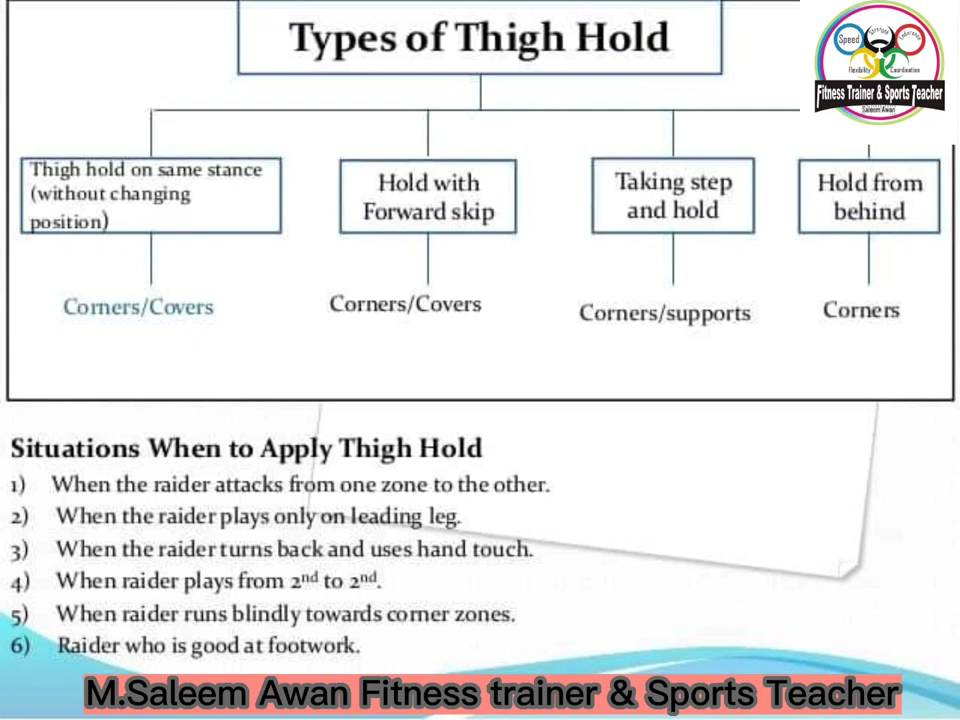 Types of Thigh Hold
Speed
Strength
Endurance
Flexibility
Coordination
Fitness Trainer & Sports Teacher
Saleem Awan
Thigh hold on same stance
(without changing
position)
Hold with
Forward skip
Taking step
and hold
Hold from
behind
Corners/Covers
Corners/Covers
Corners/supports
Corners
Situations When to Apply Thigh Hold
1) When the raider attacks from one zone to the other.
2) When the raider plays only on leading leg.
3) When the raider turns back and uses hand touch.
4) When raider plays from 2nd to 2nd.
5) When raider runs blindly towards corner zones.
6) Raider who is good at footwork.
M.Saleem Awan Fitness trainer & Sports Teacher